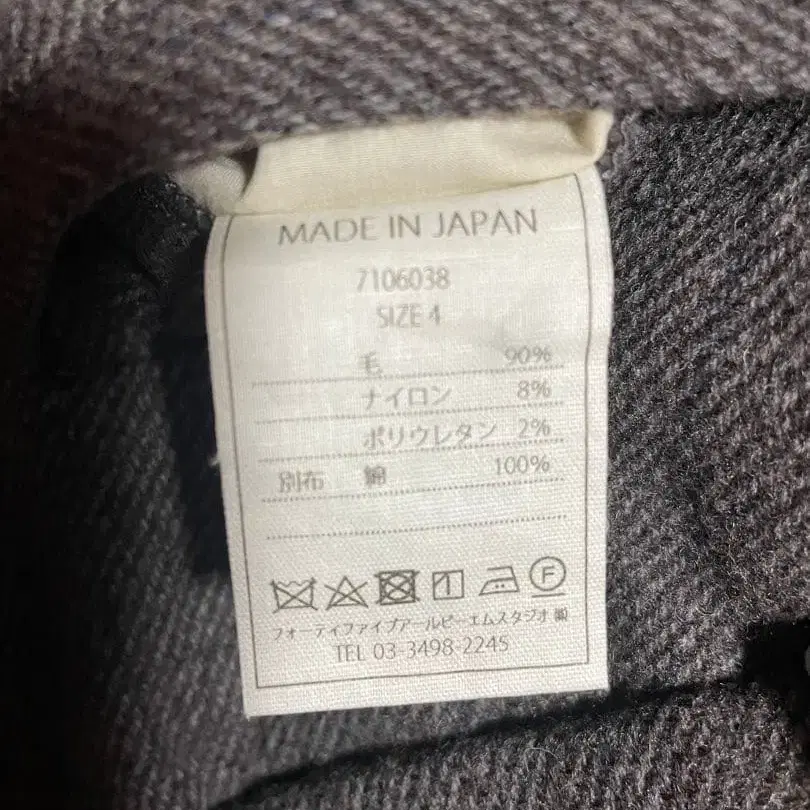 MADE IN JAPAN
7106038
SIZE 4
毛 90%
ナイロン 8%
ポリウレタン 2%
別布 綿 100%
F
フォーティファイブアールピーエムスタジオ ㈱
TEL 03-3498-2245